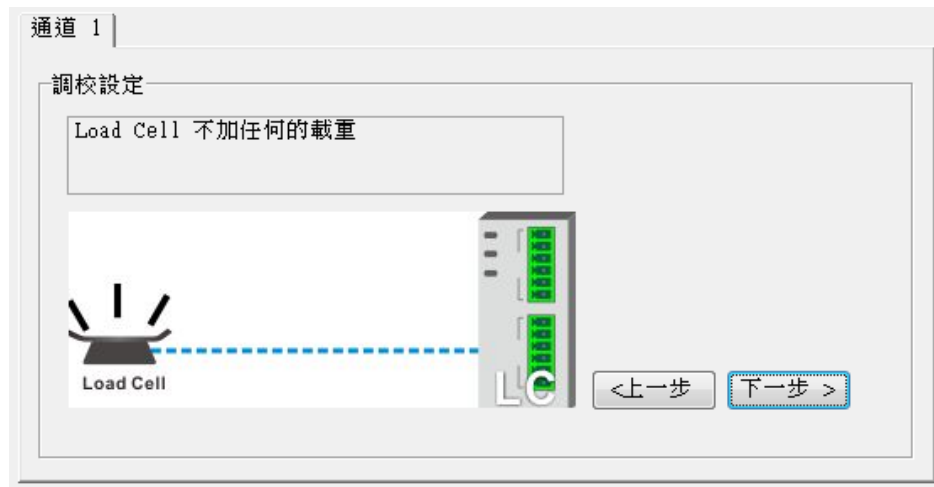 通道 1
調校設定
Load Cell 不加任何的載重
Load Cell
LC
<上一步
下一步 >